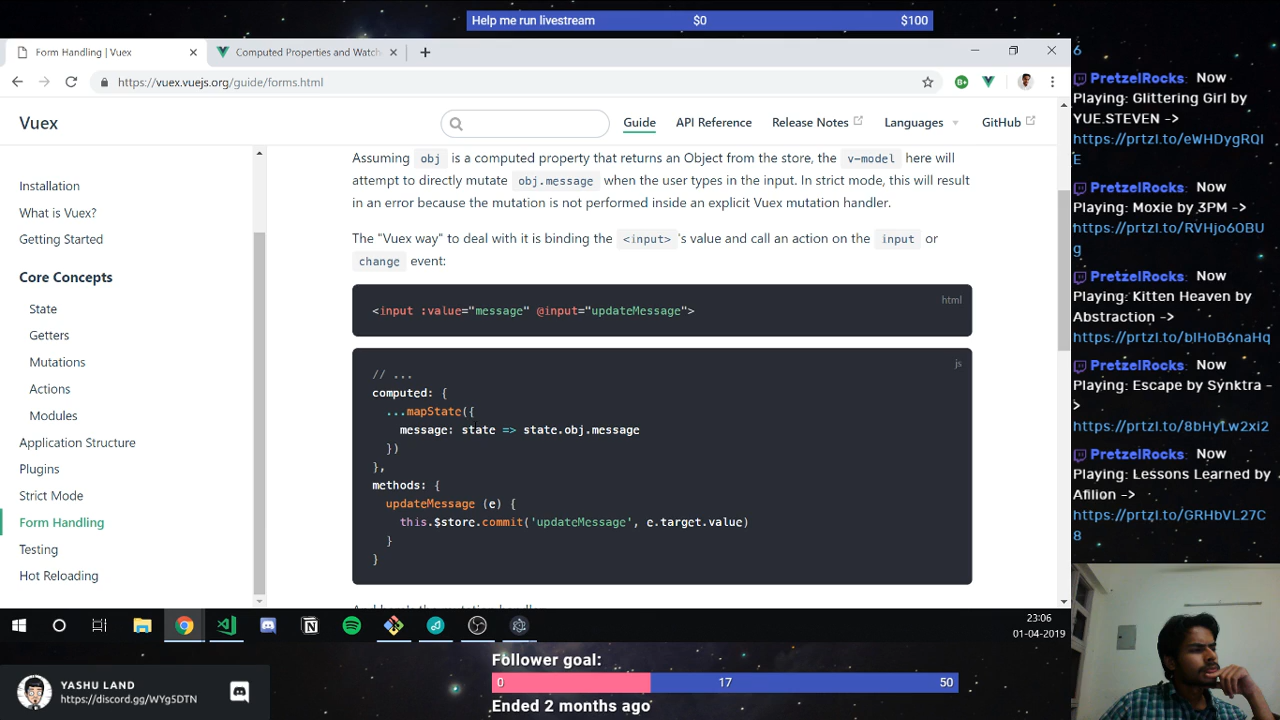 Help me run livestream $0 $100
Form Handling | Vuex
Computed Properties and Watch
https://vuex.vuejs.org/guide/forms.html
Vuex
Guide
API Reference
Release Notes
Languages
GitHub
Installation
What is Vuex?
Getting Started
Core Concepts
State
Getters
Mutations
Actions
Modules
Application Structure
Plugins
Strict Mode
Form Handling
Testing
Hot Reloading
Assuming obj is a computed property that returns an Object from the store, the v-model here will
attempt to directly mutate obj.message when the user types in the input. In strict mode, this will result
in an error because the mutation is not performed inside an explicit Vuex mutation handler.
The "Vuex way" to deal with it is binding the <input> 's value and call an action on the input or
change event:
html
<input :value="message" @input="updateMessage">
js
// ...
computed: {
...mapState({
message: state => state.obj.message
})
},
methods: {
updateMessage (e) {
this.$store.commit('updateMessage', e.target.value)
}
}
6
PretzelRocks: Now
Playing: Glittering Girl by
YUE.STEVEN ->
https://prtzl.to/eWHDygRQI
E
PretzelRocks: Now
Playing: Moxie by 3PM ->
https://prtzl.to/RVHjo6OBU
g
PretzelRocks: Now
Playing: Kitten Heaven by
Abstraction ->
https://prtzl.to/bIHoB6naHq
PretzelRocks: Now
Playing: Escape by Synktra -
>
https://prtzl.to/8bHyLw2xi2
PretzelRocks: Now
Playing: Lessons Learned by
Afilion ->
https://prtzl.to/GRHbVL27C
8
23:06
01-04-2019
YASHU LAND
https://discord.gg/WYg5DTN
Follower goal:
0 17 50
Ended 2 months ago